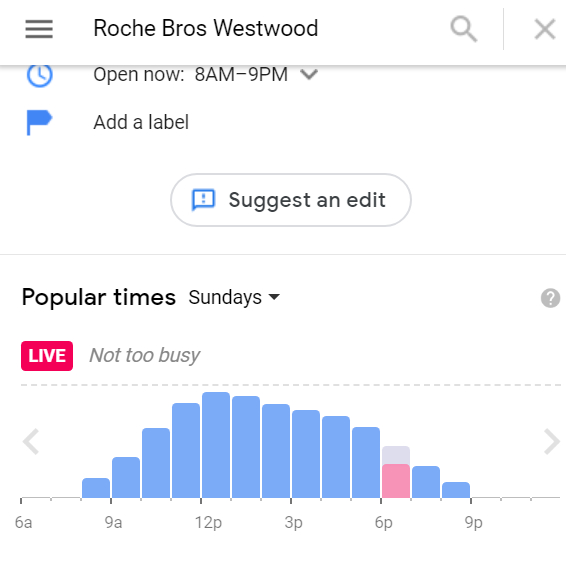 Roche Bros Westwood
Open now: 8AM–9PM
Add a label
Suggest an edit
Popular times Sundays
LIVE Not too busy
6a 9a 12p 3p 6p 9p